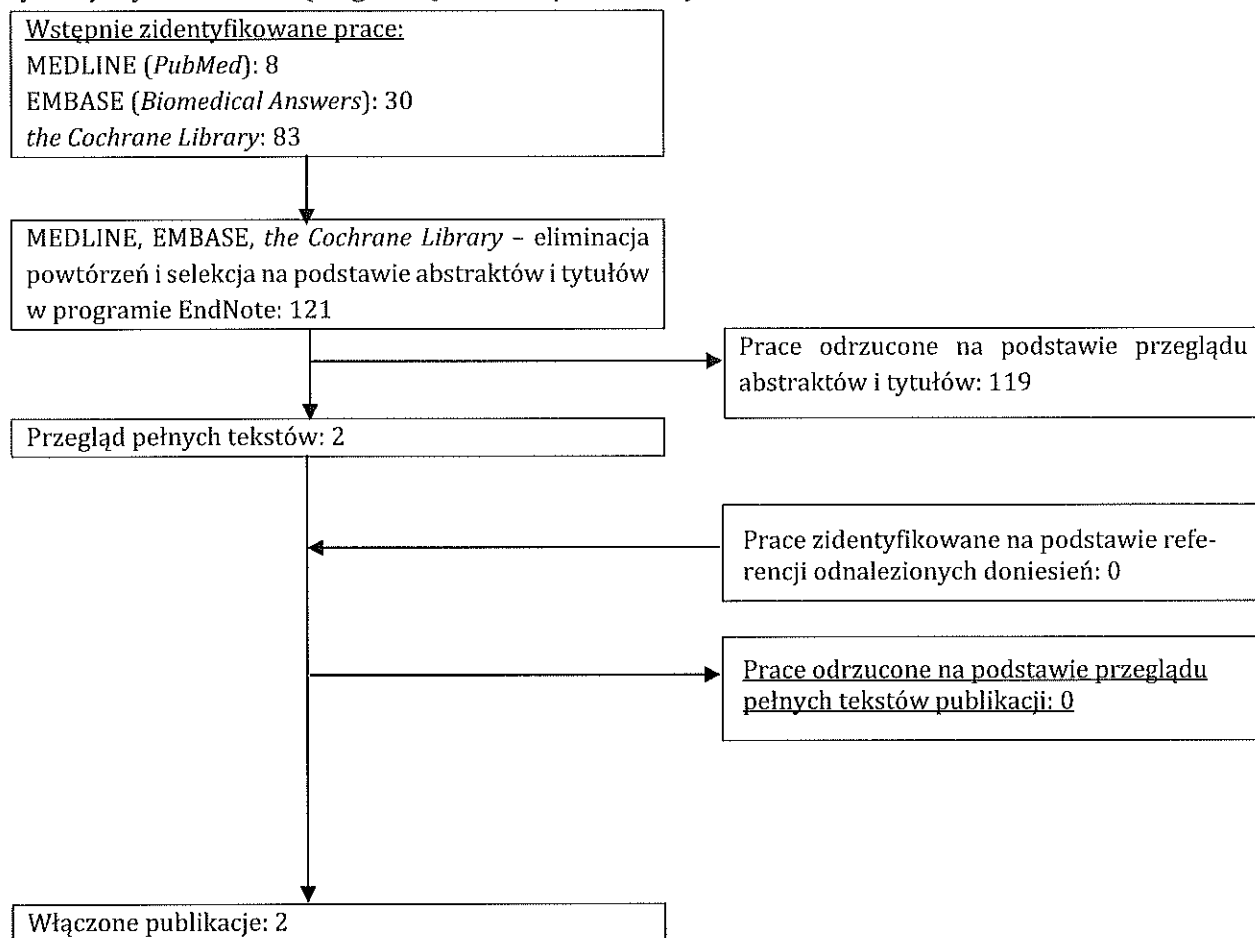 Wstępnie zidentyfikowane prace:
MEDLINE (PubMed): 8
EMBASE (Biomedical Answers): 30
the Cochrane Library: 83
MEDLINE, EMBASE, the Cochrane Library – eliminacja
powtórzeń i selekcja na podstawie abstraktów i tytułów
w programie EndNote: 121
Prace odrzucone na podstawie przeglądu
abstraktów i tytułów: 119
Przegląd pełnych tekstów: 2
Prace zidentyfikowane na podstawie refe-
rencji odnalezionych doniesień: 0
Prace odrzucone na podstawie przeglądu
pełnych tekstów publikacji: 0
Włączone publikacje: 2